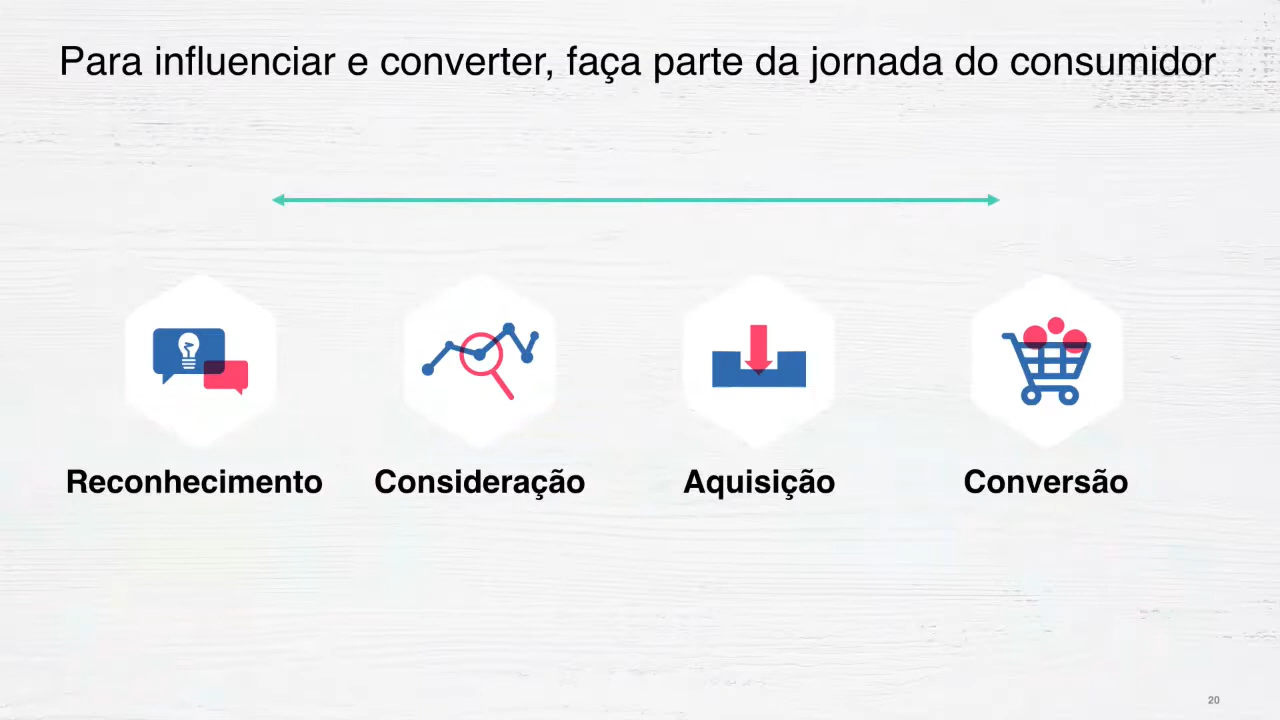 Para influenciar e converter, faça parte da jornada do consumidor
Reconhecimento
Consideração
Aquisição
Conversão
20